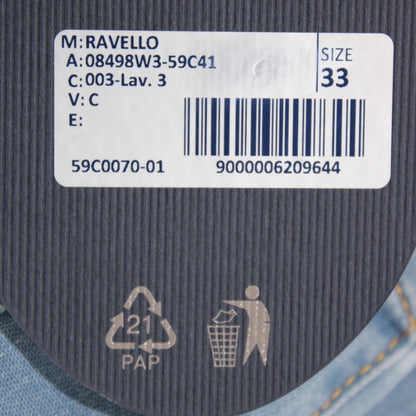 M: RAVELLO
A: 08498W3-59C41
C: 003-Lav. 3
V: C
E:
SIZE
33
59C0070-01
9000006209644
21
PAP